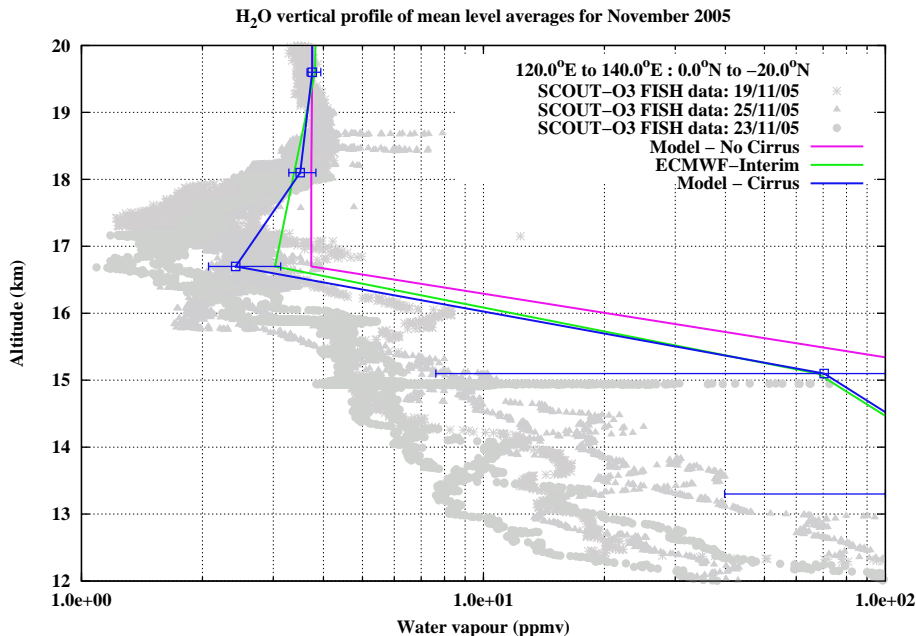 H2O vertical profile of mean level averages for November 2005
120.0°E to 140.0°E : 0.0°N to −20.0°N
SCOUT−O3 FISH data: 19/11/05
SCOUT−O3 FISH data: 25/11/05
SCOUT−O3 FISH data: 23/11/05
Model − No Cirrus
ECMWF−Interim
Model − Cirrus
20
19
18
17
16
15
14
13
12
Altitude (km)
1.0e+00
1.0e+01
1.0e+02
Water vapour (ppmv)